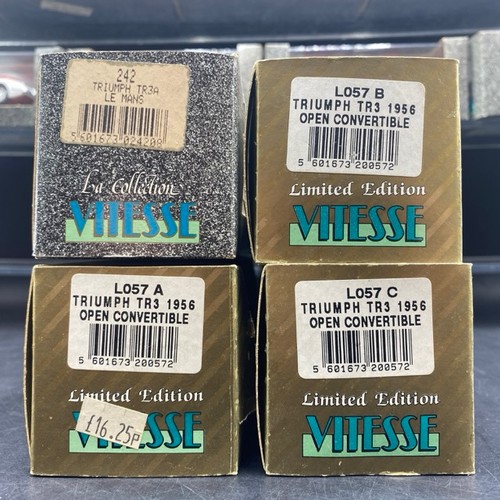 242
TRIUMPH TR3A
LE MANS
5 601673 024208
La Collection
VITESSE
L057 B
TRIUMPH TR3 1956
OPEN CONVERTIBLE
5 601673 200572
Limited Edition
VITESSE
L057 A
TRIUMPH TR3 1956
OPEN CONVERTIBLE
5 601673 200572
Limited Edition
VITESSE
£16.25p
L057 C
TRIUMPH TR3 1956
OPEN CONVERTIBLE
5 601673 200572
Limited Edition
VITESSE